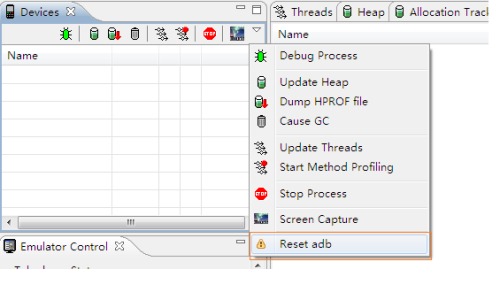 Devices
Threads
Heap
Allocation Track
Name
Name
Debug Process
Update Heap
Dump HPROF file
Cause GC
Update Threads
Start Method Profiling
STOP
Stop Process
Screen Capture
Reset adb
Emulator Control